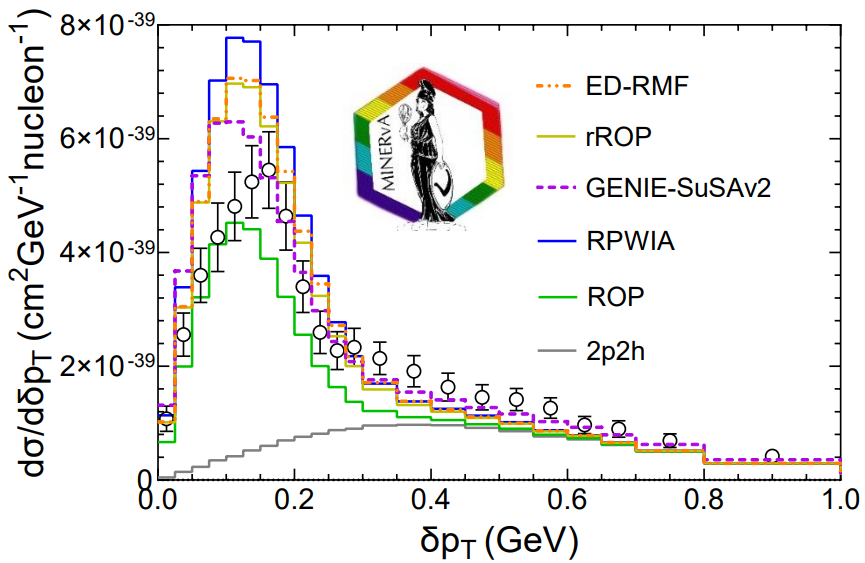 8×10⁻³⁹
6×10⁻³⁹
4×10⁻³⁹
2×10⁻³⁹
0
dσ/dδp_T (cm²GeV⁻¹nucleon⁻¹)
MINERvA
ED-RMF
rROP
GENIE-SuSAv2
RPWIA
ROP
2p2h
0.0 0.2 0.4 0.6 0.8 1.0
δp_T (GeV)